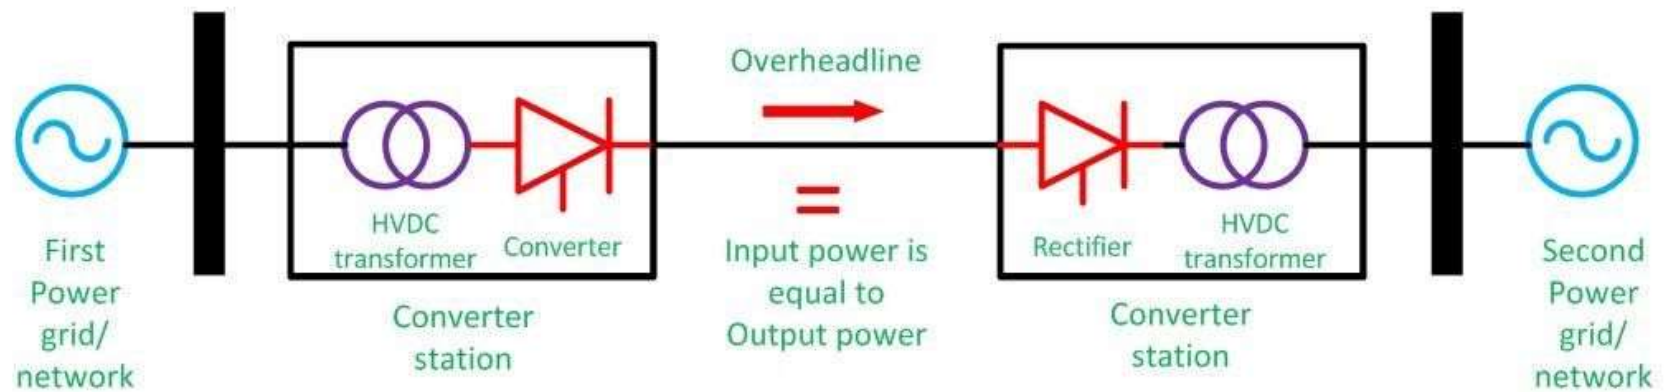 First
Power
grid/
network
HVDC
transformer
Converter
Converter
station
Overheadline
=
Input power is
equal to
Output power
Rectifier
HVDC
transformer
Converter
station
Second
Power
grid/
network